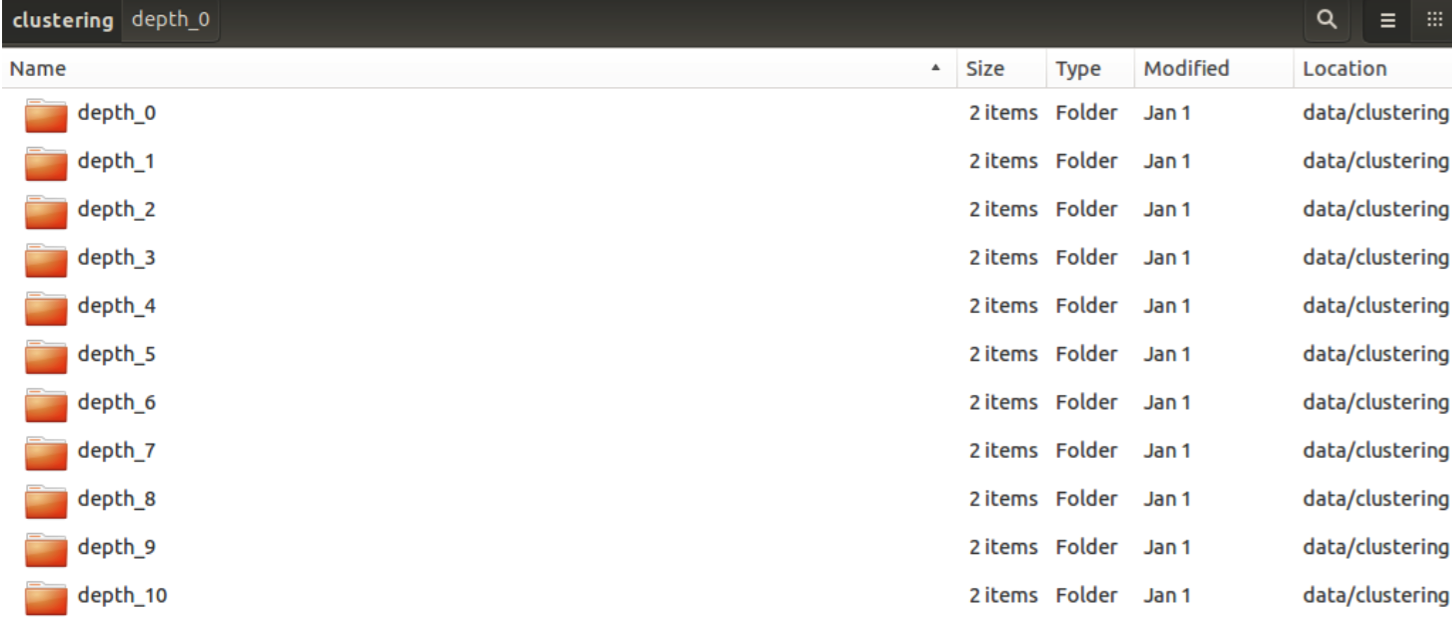 clustering depth_0
Name Size Type Modified Location
depth_0 2 items Folder Jan 1 data/clustering
depth_1 2 items Folder Jan 1 data/clustering
depth_2 2 items Folder Jan 1 data/clustering
depth_3 2 items Folder Jan 1 data/clustering
depth_4 2 items Folder Jan 1 data/clustering
depth_5 2 items Folder Jan 1 data/clustering
depth_6 2 items Folder Jan 1 data/clustering
depth_7 2 items Folder Jan 1 data/clustering
depth_8 2 items Folder Jan 1 data/clustering
depth_9 2 items Folder Jan 1 data/clustering
depth_10 2 items Folder Jan 1 data/clustering